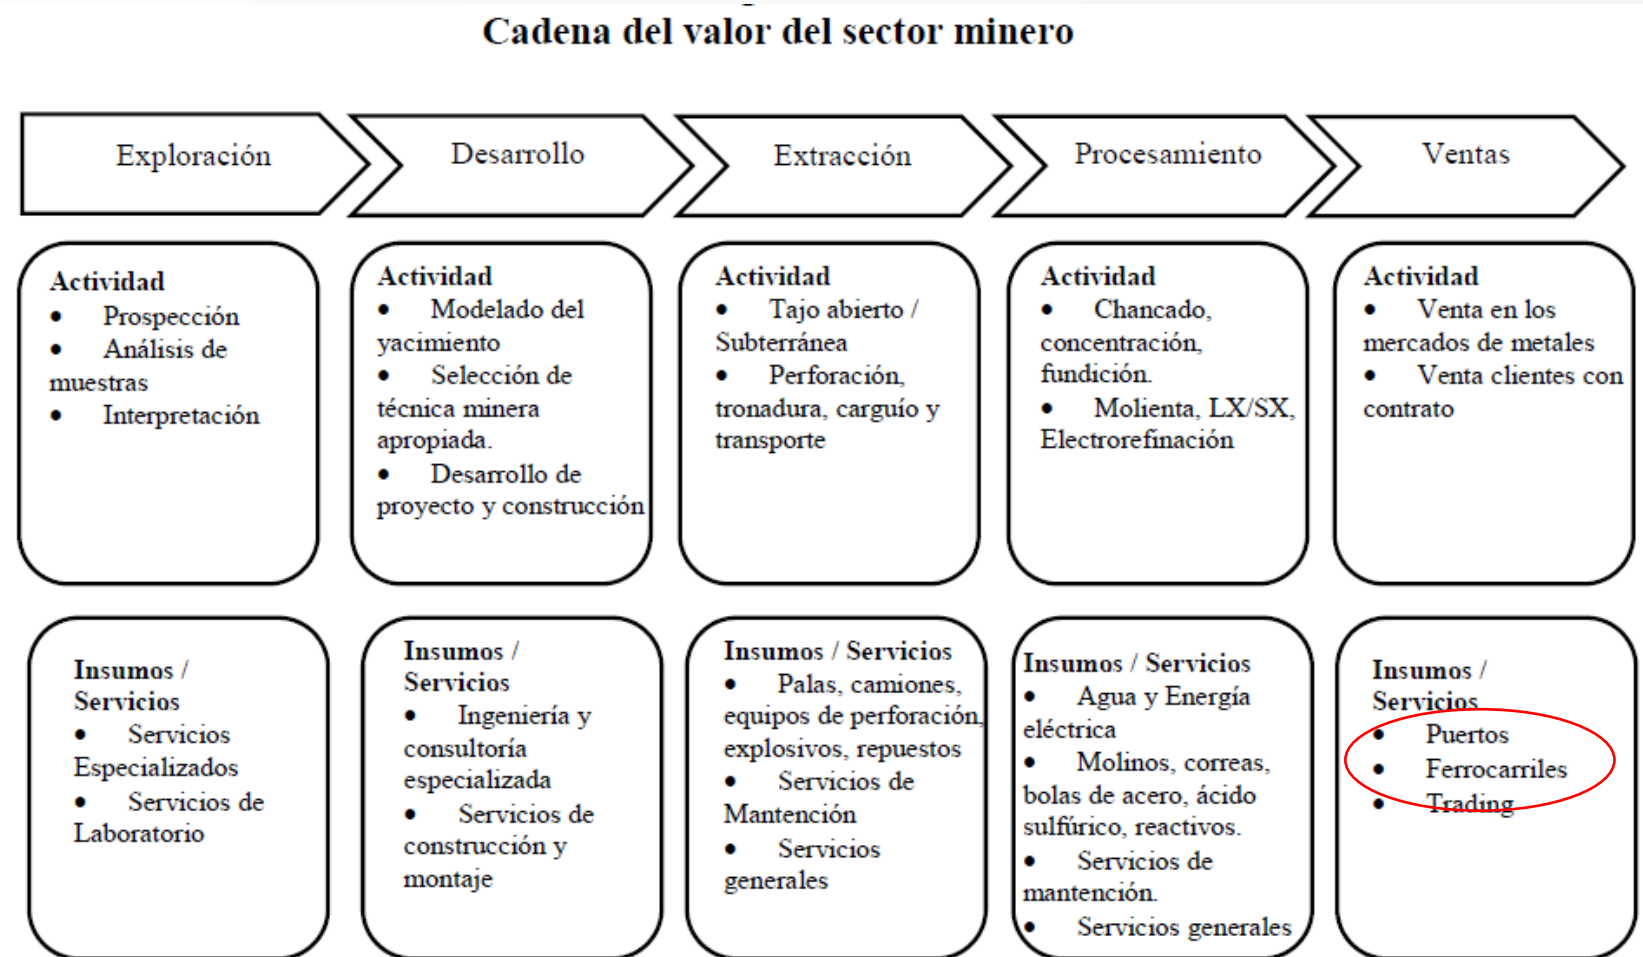 Cadena del valor del sector minero
Exploración
Desarrollo
Extracción
Procesamiento
Ventas
Actividad
• Prospección
• Análisis de
muestras
• Interpretación
Actividad
• Modelado del
yacimiento
• Selección de
técnica minera
apropiada.
• Desarrollo de
proyecto y construcción
Actividad
• Tajo abierto /
Subterránea
• Perforación,
tronadura, carguío y
transporte
Actividad
• Chancado,
concentración,
fundición.
• Molienta, LX/SX,
Electrorefinación
Actividad
• Venta en los
mercados de metales
• Venta clientes con
contrato
Insumos /
Servicios
• Servicios
Especializados
• Servicios de
Laboratorio
Insumos /
Servicios
• Ingeniería y
consultoría
especializada
• Servicios de
construcción y
montaje
Insumos / Servicios
• Palas, camiones,
equipos de perforación,
explosivos, repuestos
• Servicios de
Mantención
• Servicios
generales
Insumos / Servicios
• Agua y Energía
eléctrica
• Molinos, correas,
bolas de acero, ácido
sulfúrico, reactivos.
• Servicios de
mantención.
• Servicios generales
Insumos /
Servicios
• Puertos
• Ferrocarriles
• Trading